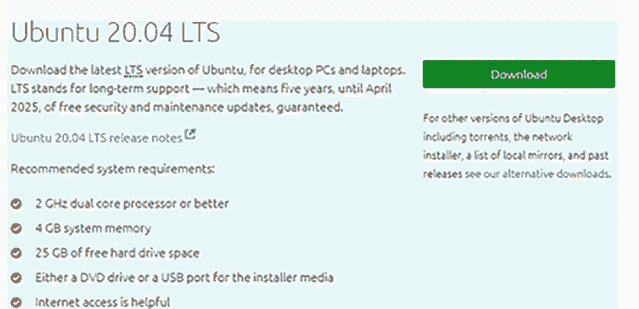 Ubuntu 20.04 LTS
Download the latest LTS version of Ubuntu, for desktop PCs and laptops.
LTS stands for long-term support — which means five years, until April
2025, of free security and maintenance updates, guaranteed.
Ubuntu 20.04 LTS release notes
Recommended system requirements:
2 GHz dual core processor or better
4 GB system memory
25 GB of free hard drive space
Either a DVD drive or a USB port for the installer media
Internet access is helpful
Download
For other versions of Ubuntu Desktop
including torrents, the network
installer, a list of local mirrors, and past
releases see our alternative downloads.